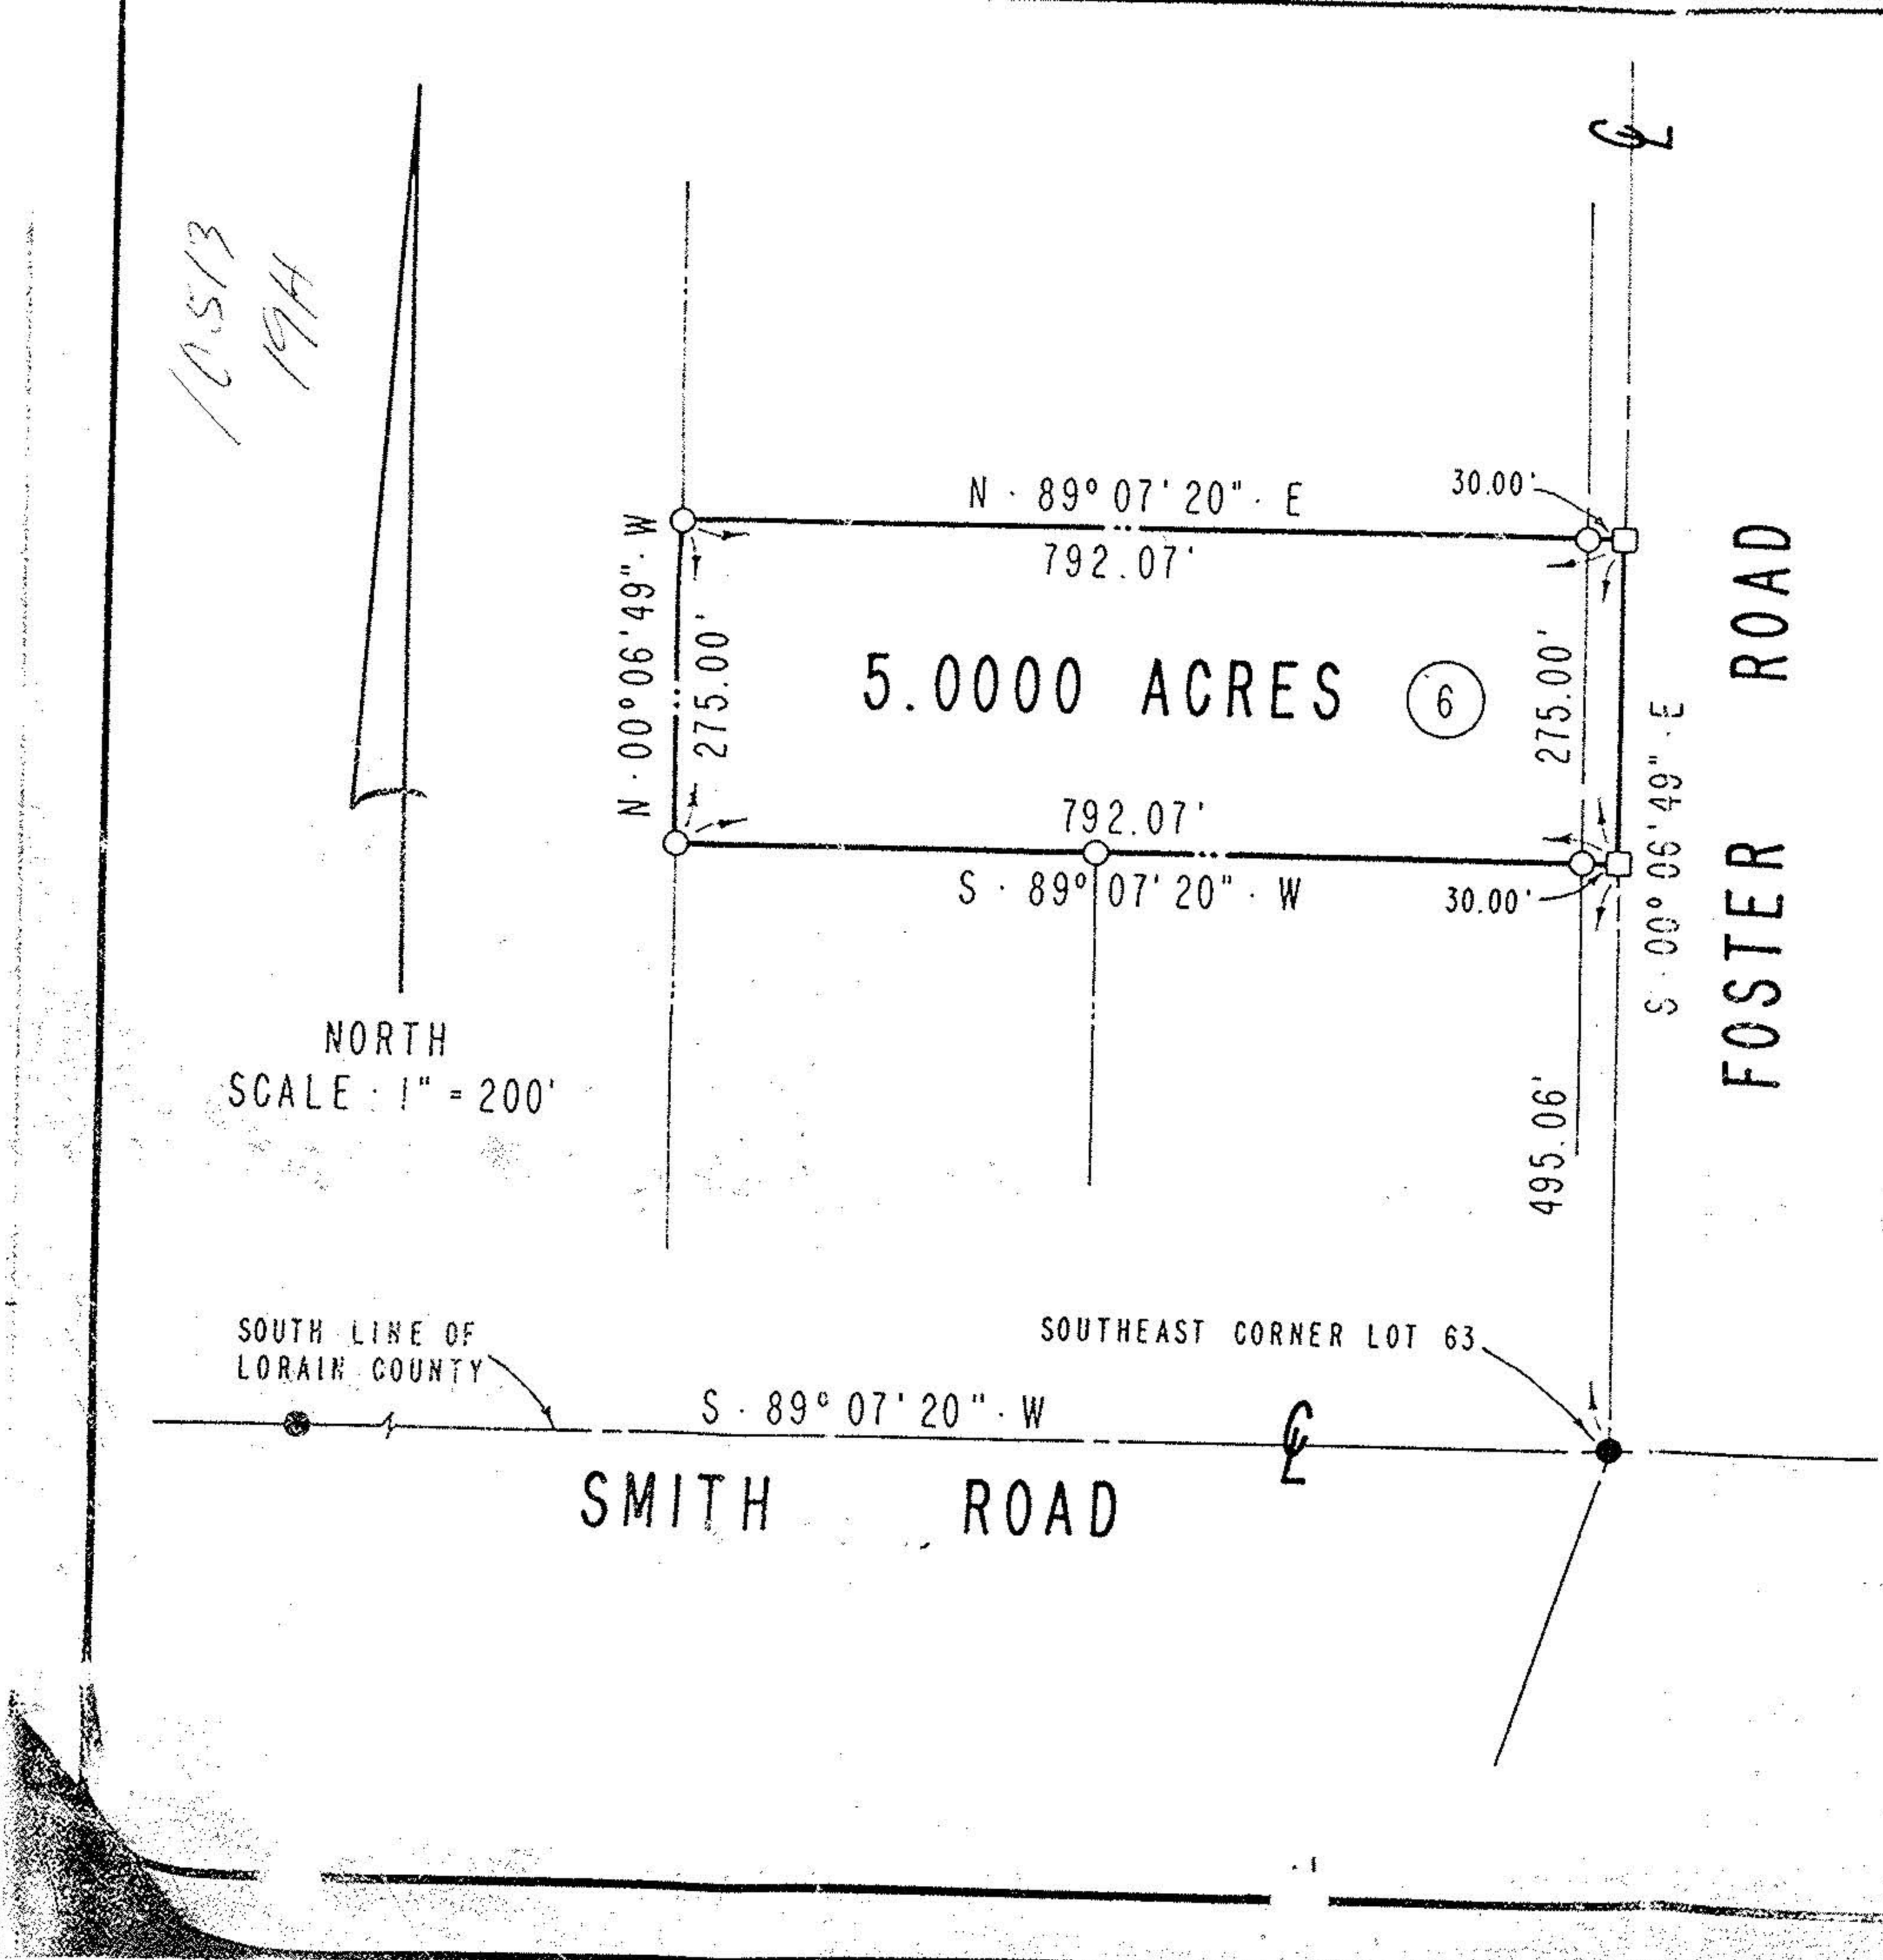 19H
N · 89° 07' 20" · E
30.00'
792.07'
N · 00° 06' 49" · W
275.00'
5.0000 ACRES
6
275.00'
S · 00° 06' 49" · E
FOSTER ROAD
792.07'
S · 89° 07' 20" · W
30.00'
NORTH
SCALE : 1" = 200'
495.06'
SOUTH LINE OF
LORAIN COUNTY
SOUTHEAST CORNER LOT 63
S · 89° 07' 20" · W
SMITH ROAD